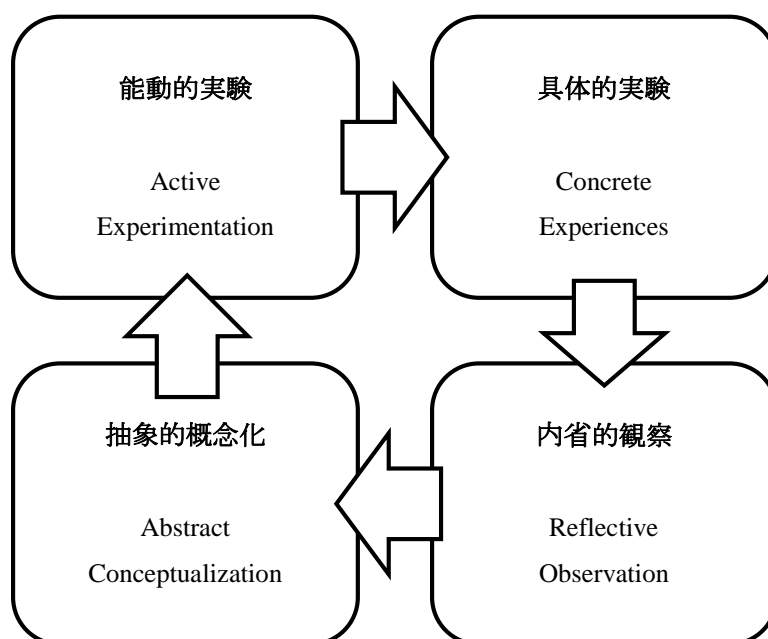 能動的実験
Active
Experimentation
具体的実験
Concrete
Experiences
抽象的概念化
Abstract
Conceptualization
内省的観察
Reflective
Observation